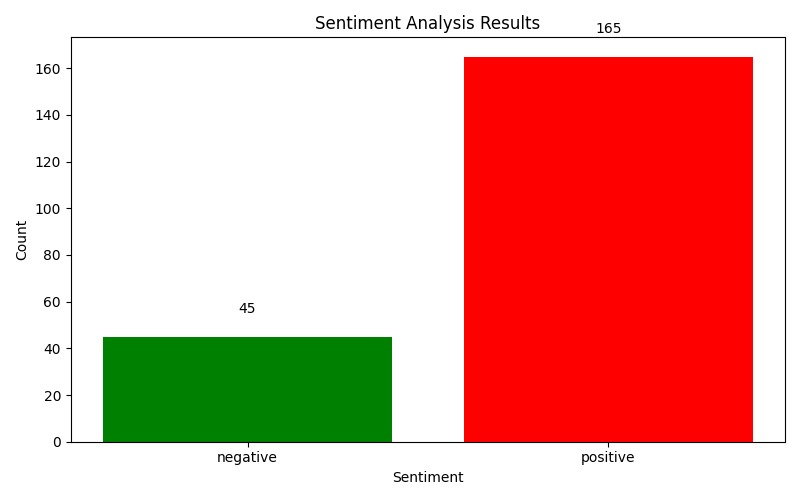 Sentiment Analysis Results
165
160
140
120
100
80
60
40
20
0
45
Count
negative
positive
Sentiment